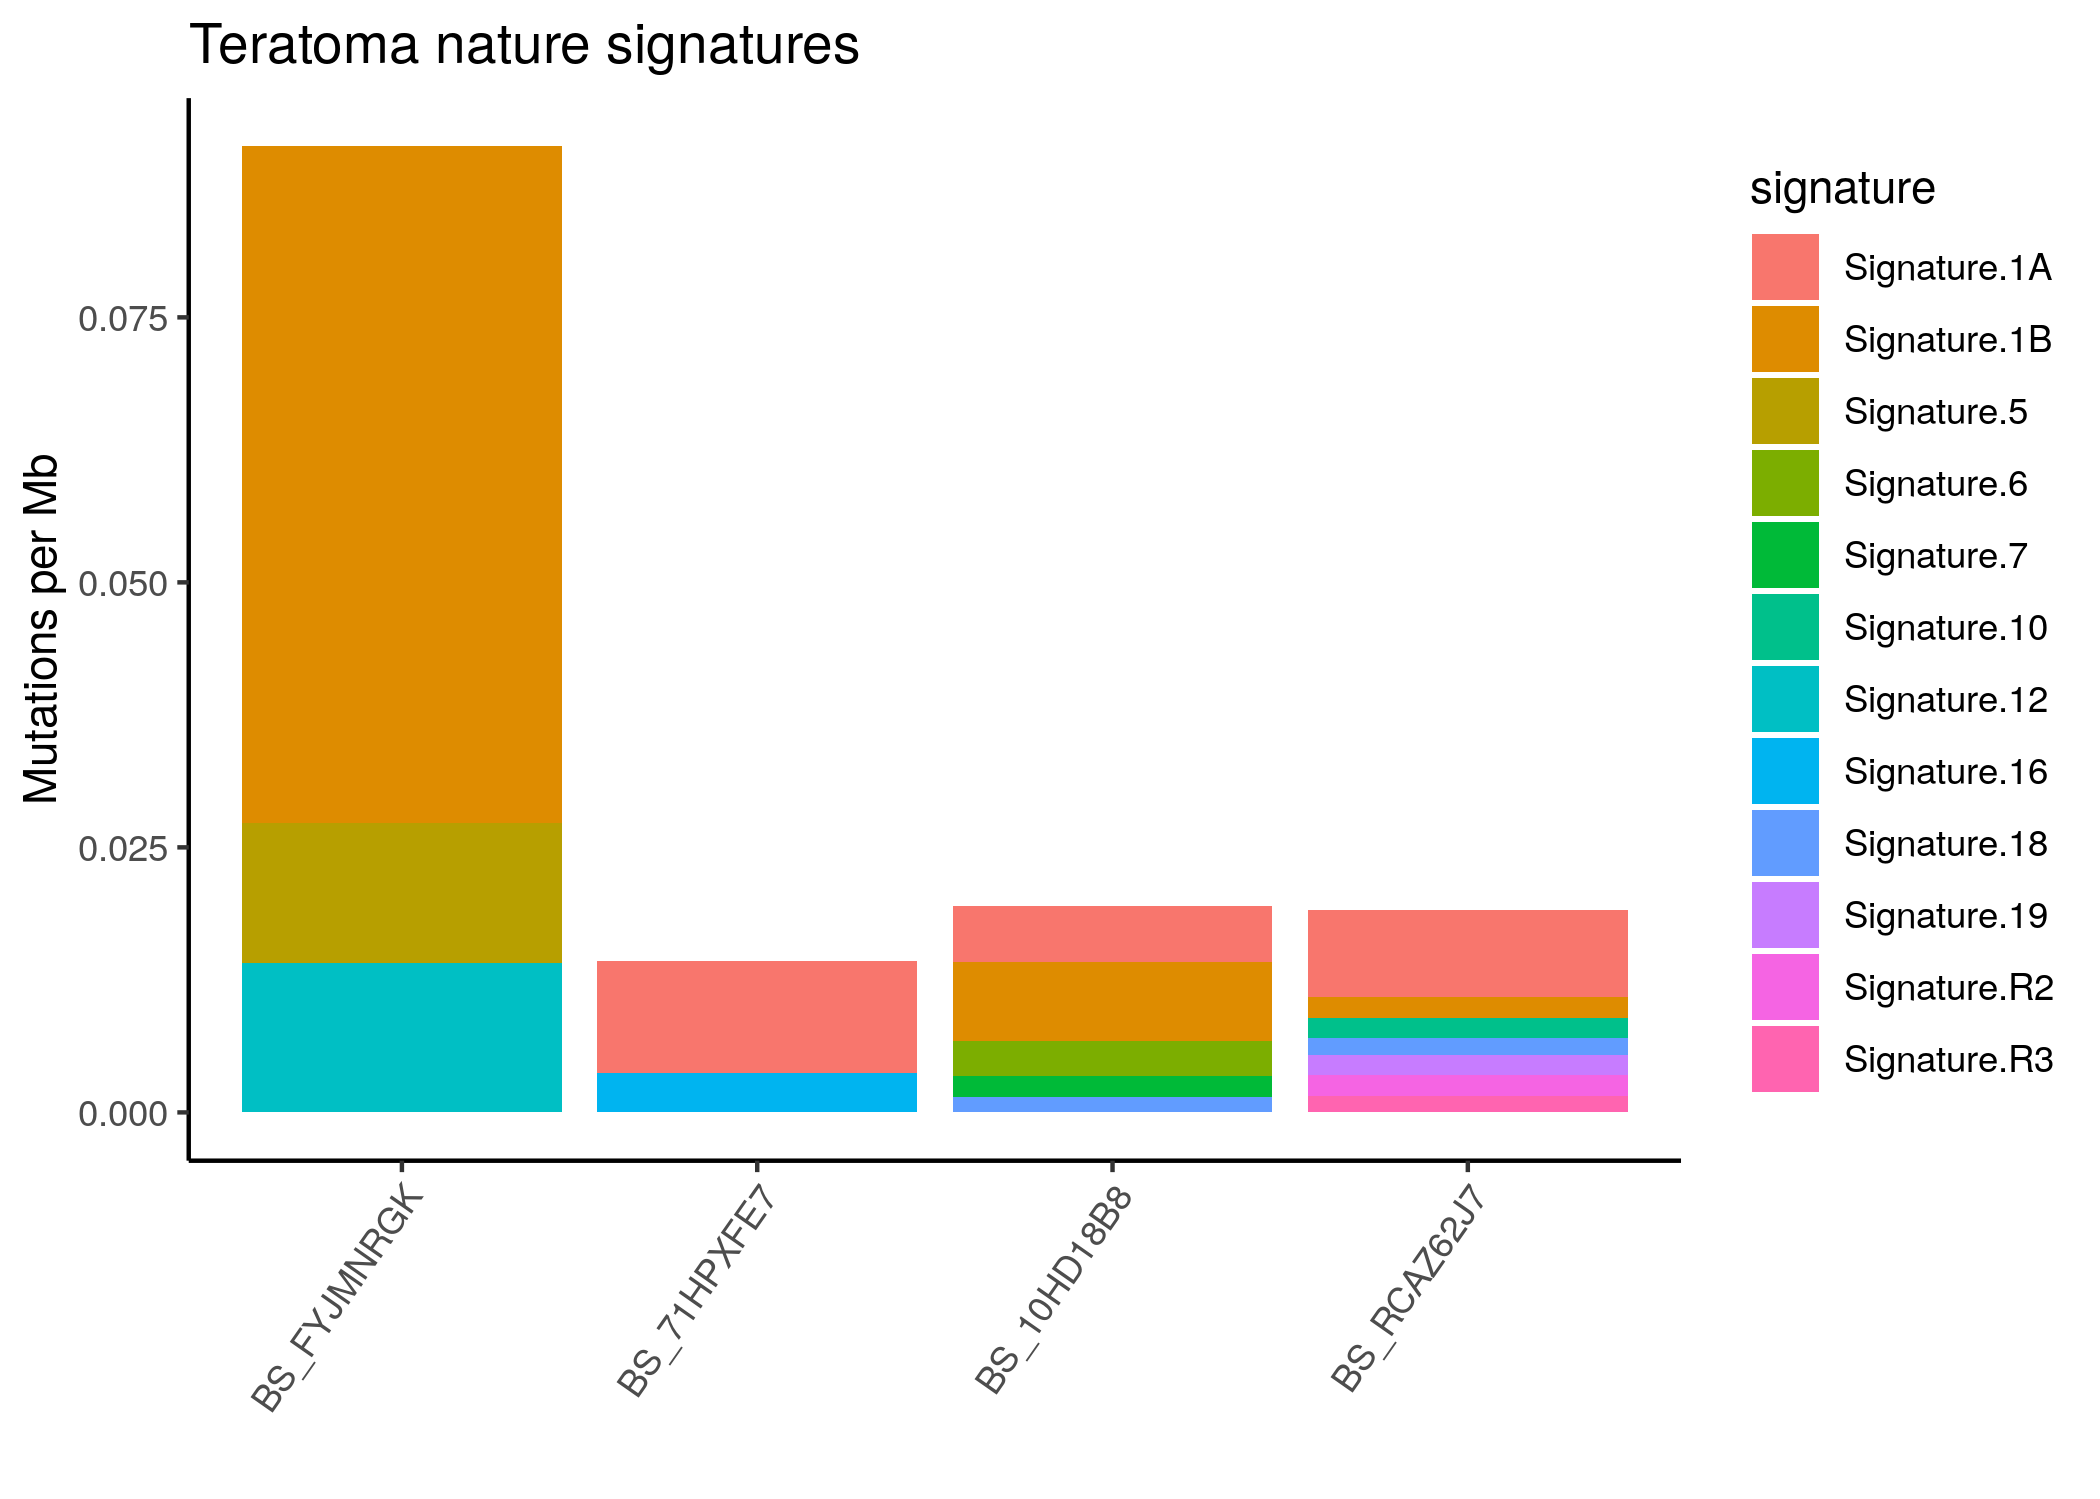 Teratoma nature signatures
Mutations per Mb
0.075
0.050
0.025
0.000
BS_FYJMNRGK
BS_71HPXFE7
BS_10HD18B8
BS_RCAZ62J7
signature
Signature.1A
Signature.1B
Signature.5
Signature.6
Signature.7
Signature.10
Signature.12
Signature.16
Signature.18
Signature.19
Signature.R2
Signature.R3